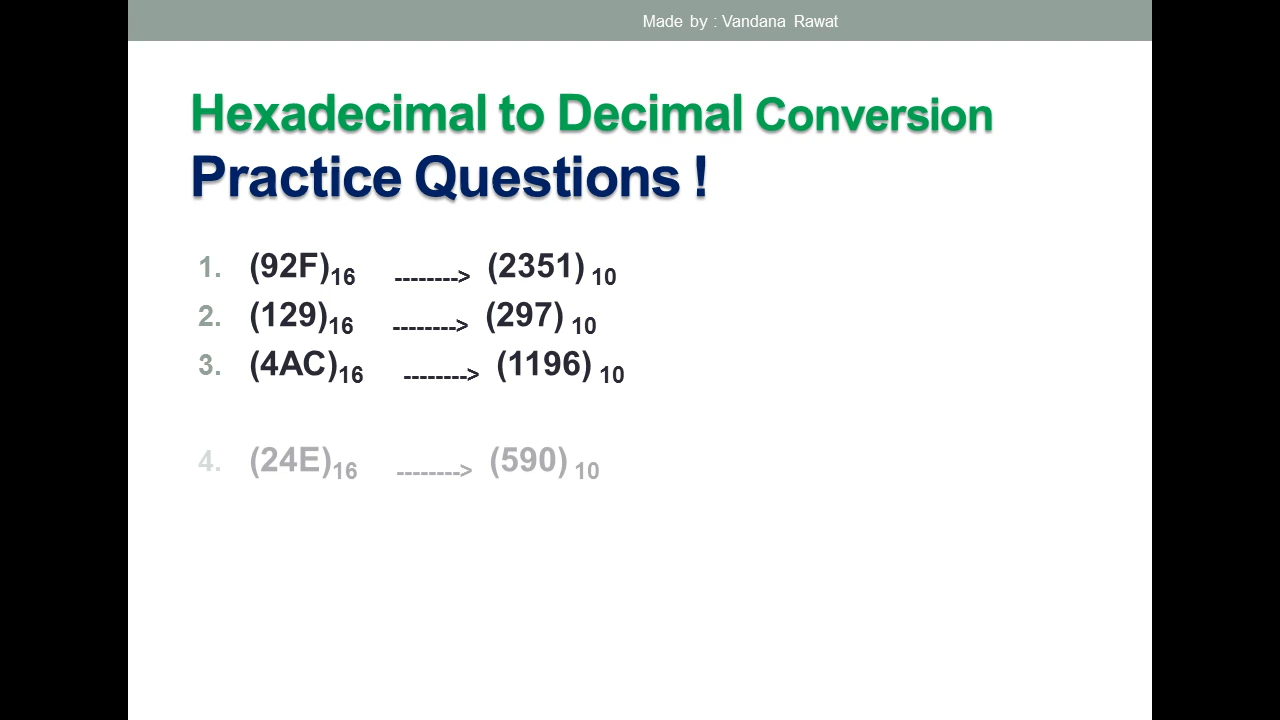 Made by : Vandana Rawat
Hexadecimal to Decimal Conversion
Practice Questions !
1. (92F)16 --------> (2351) 10
2. (129)16 --------> (297) 10
3. (4AC)16 --------> (1196) 10
4. (24E)16 --------> (590) 10